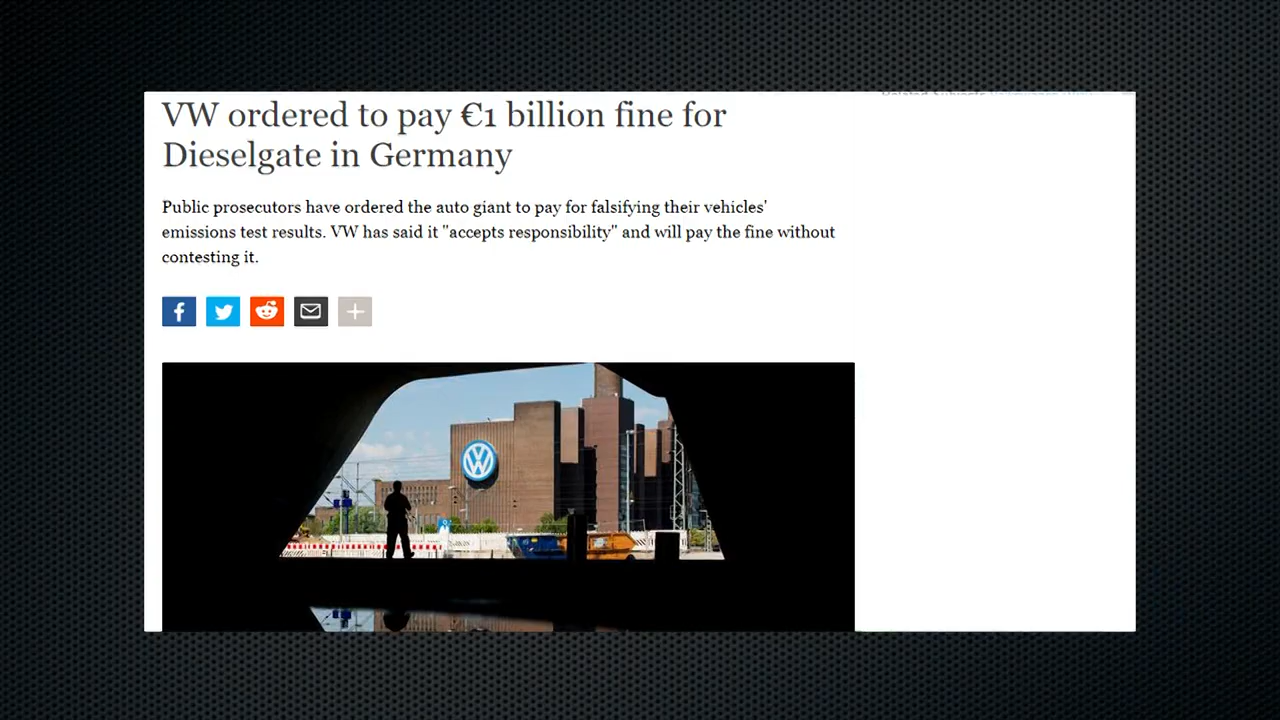 VW ordered to pay €1 billion fine for
Dieselgate in Germany
Public prosecutors have ordered the auto giant to pay for falsifying their vehicles'
emissions test results. VW has said it "accepts responsibility" and will pay the fine without
contesting it.
VW